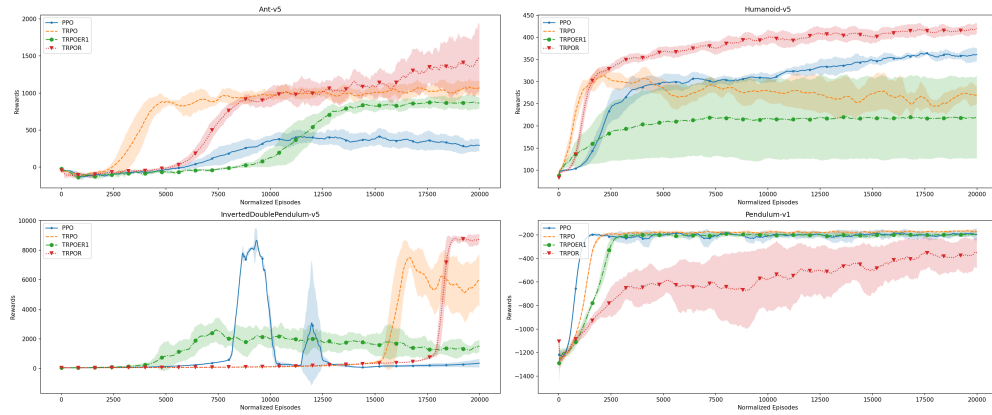 Ant-v5
PPO
TRPO
TRPOER1
TRPOR
2000
1500
1000
500
0
Rewards
0
2500
5000
7500
10000
12500
15000
17500
20000
Normalized Episodes
Humanoid-v5
PPO
TRPO
TRPOER1
TRPOR
450
400
350
300
250
200
150
100
Rewards
0
2500
5000
7500
10000
12500
15000
17500
20000
Normalized Episodes
InvertedDoublePendulum-v5
PPO
TRPO
TRPOER1
TRPOR
10000
8000
6000
4000
2000
0
Rewards
0
2500
5000
7500
10000
12500
15000
17500
20000
Normalized Episodes
Pendulum-v1
PPO
TRPO
TRPOER1
TRPOR
−200
−400
−600
−800
−1000
−1200
−1400
Rewards
0
2500
5000
7500
10000
12500
15000
17500
20000
Normalized Episodes